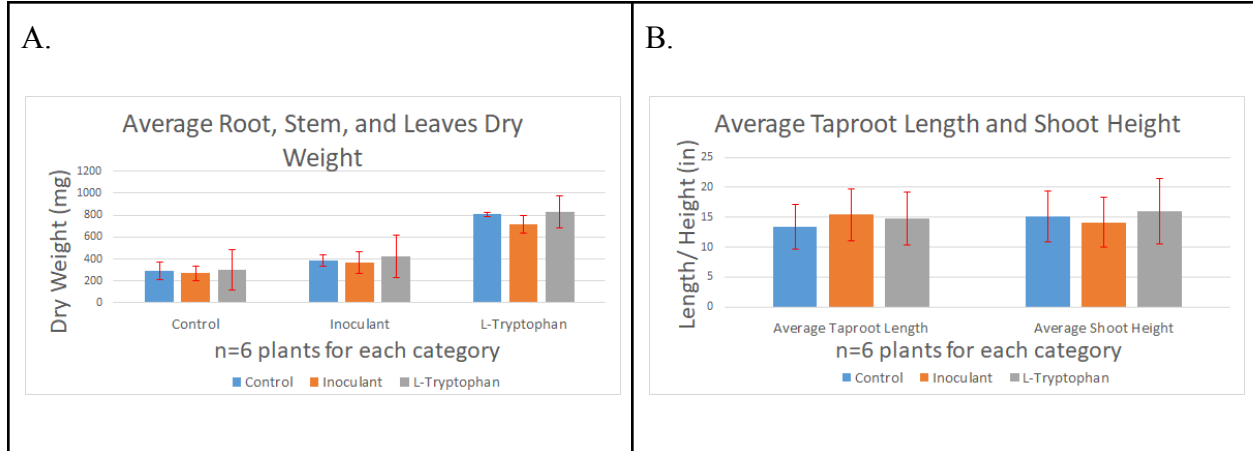 A.
Average Root, Stem, and Leaves Dry
Weight
Dry Weight (mg)
1200
1000
800
600
400
200
0
Control Inoculant L-Tryptophan
n=6 plants for each category
Control Inoculant L-Tryptophan
B.
Average Taproot Length and Shoot Height
Length/ Height (in)
25
20
15
10
5
0
Average Taproot Length Average Shoot Height
n=6 plants for each category
Control Inoculant L-Tryptophan